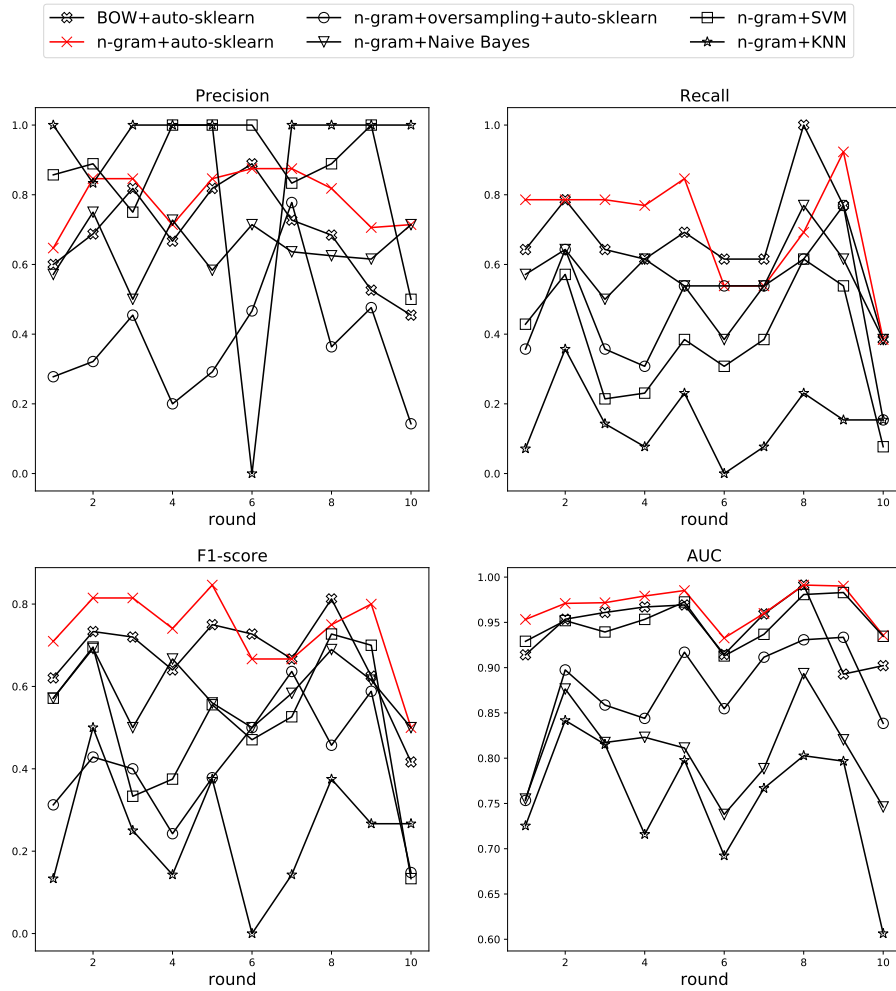 BOW+auto-sklearn n-gram+oversampling+auto-sklearn n-gram+SVM
n-gram+auto-sklearn n-gram+Naive Bayes n-gram+KNN
Precision
1.0
0.8
0.6
0.4
0.2
0.0
2 4 6 8 10
round
Recall
1.0
0.8
0.6
0.4
0.2
0.0
2 4 6 8 10
round
F1-score
0.8
0.6
0.4
0.2
0.0
2 4 6 8 10
round
AUC
1.00
0.95
0.90
0.85
0.80
0.75
0.70
0.65
0.60
2 4 6 8 10
round